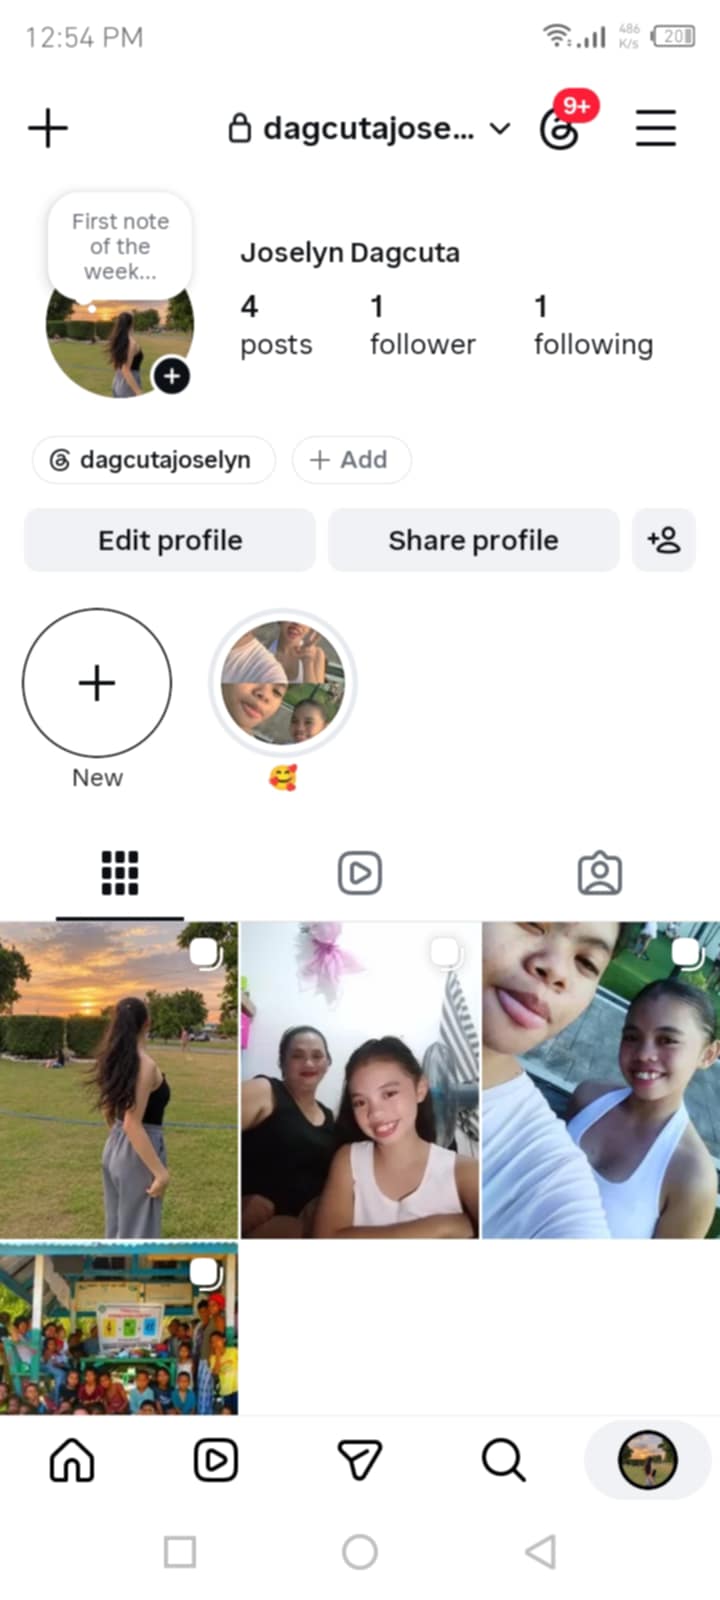 12:54 PM
486
K/s
20
dagcutajose...
9+
First note
of the
week...
Joselyn Dagcuta
4
posts
1
follower
1
following
dagcutajoselyn
Add
Edit profile
Share profile
New